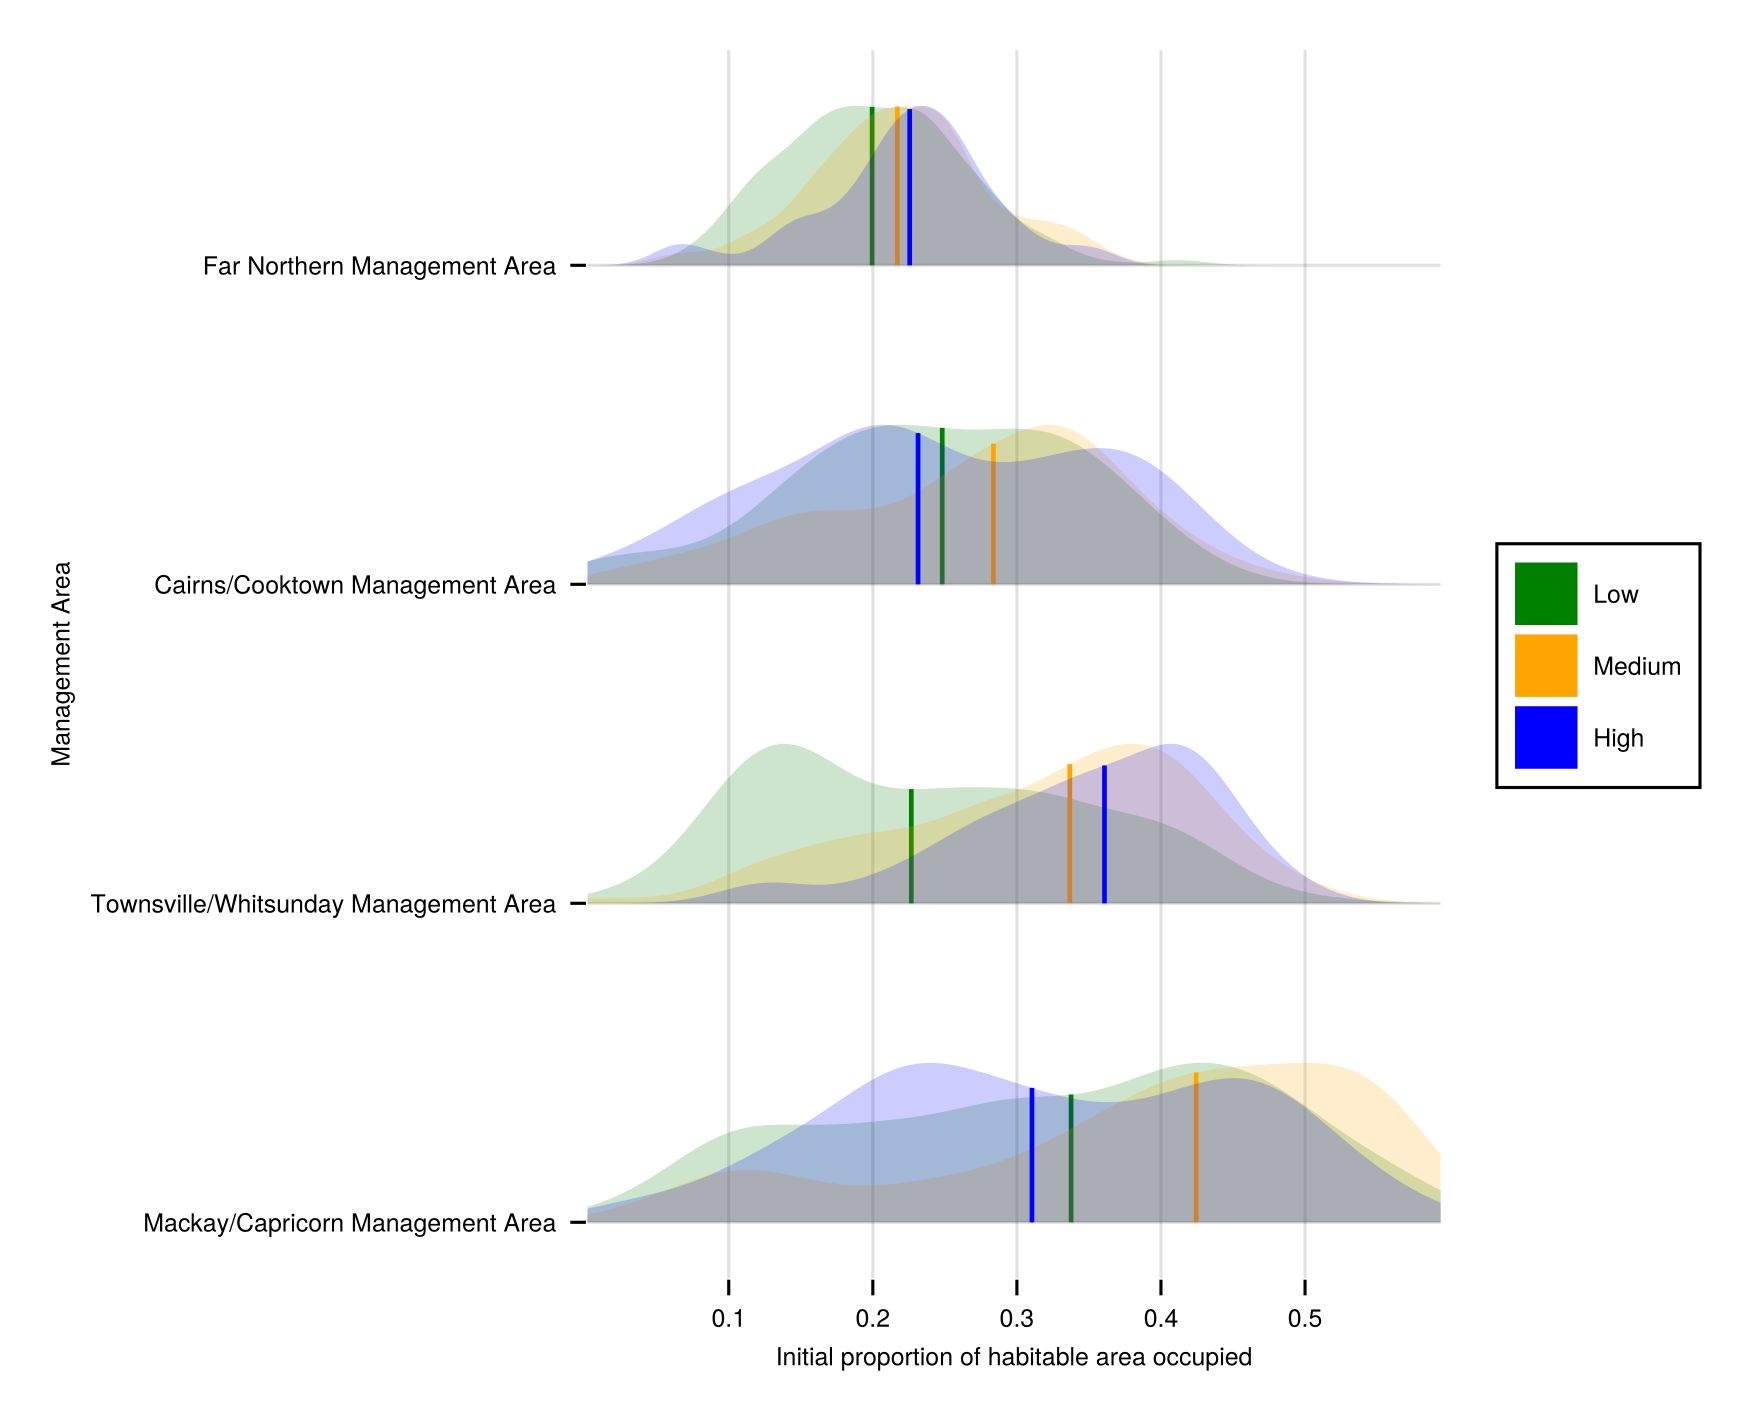 Far Northern Management Area
Cairns/Cooktown Management Area
Townsville/Whitsunday Management Area
Mackay/Capricorn Management Area
Management Area
0.1
0.2
0.3
0.4
0.5
Initial proportion of habitable area occupied
Low
Medium
High